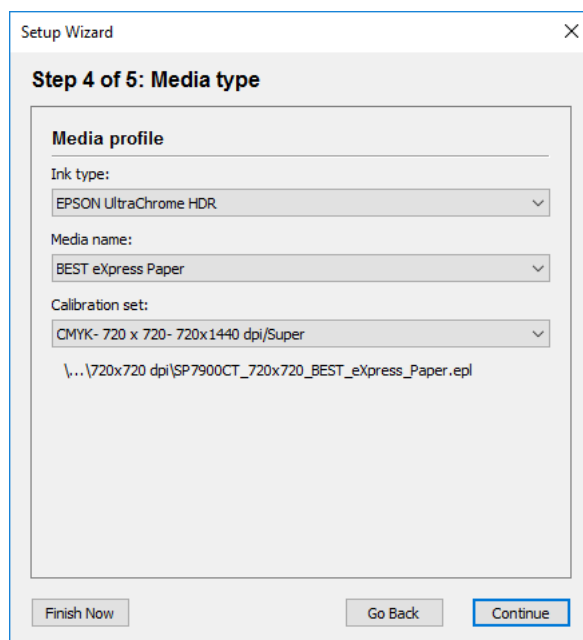 Setup Wizard
Step 4 of 5: Media type
Media profile
Ink type:
EPSON UltraChrome HDR
Media name:
BEST eXpress Paper
Calibration set:
CMYK- 720 x 720- 720x1440 dpi/Super
\...\720x720 dpi\SP7900CT_720x720_BEST_eXpress_Paper.epl
Finish Now Go Back Continue